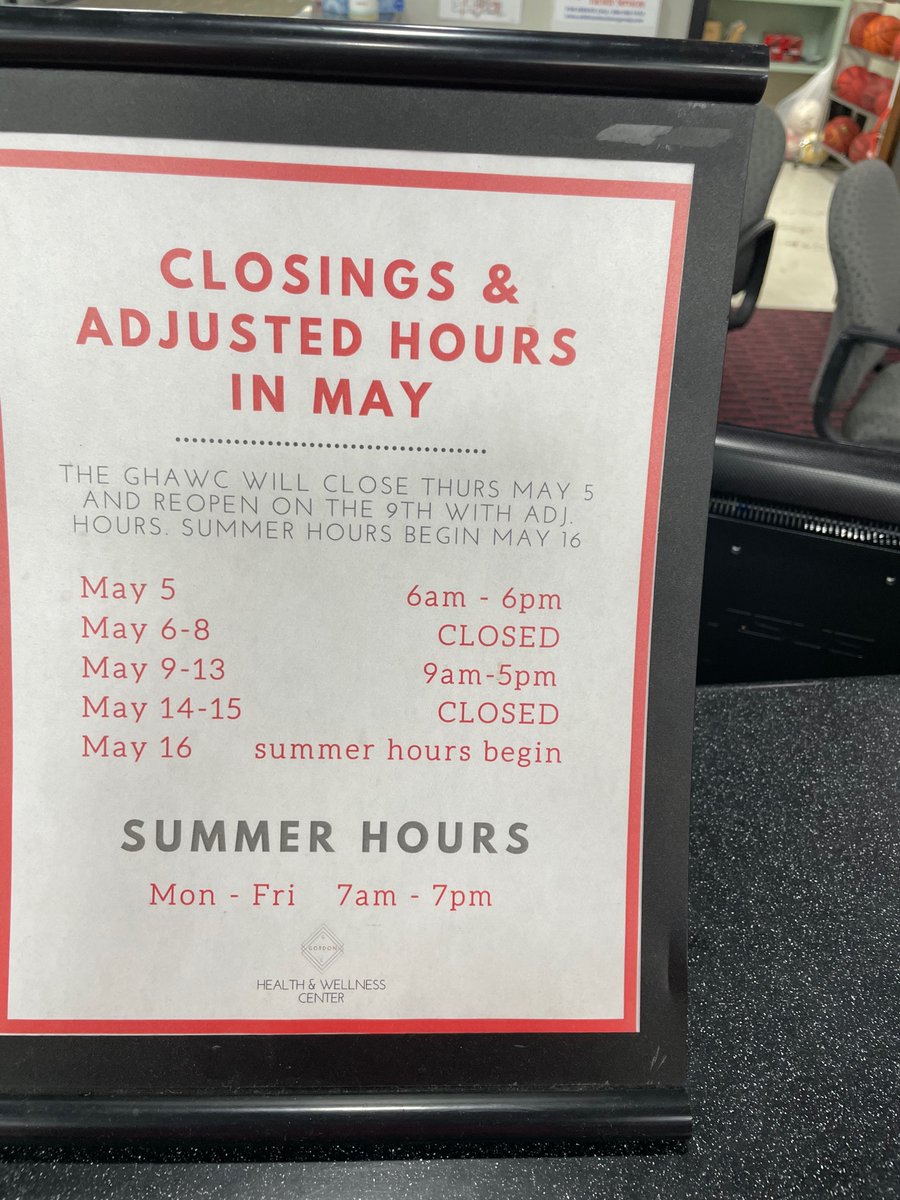 CLOSINGS &
ADJUSTED HOURS
IN MAY
THE GHAWC WILL CLOSE THURS MAY 5
AND REOPEN ON THE 9TH WITH ADJ.
HOURS. SUMMER HOURS BEGIN MAY 16
May 5 6am - 6pm
May 6-8 CLOSED
May 9-13 9am-5pm
May 14-15 CLOSED
May 16 summer hours begin
SUMMER HOURS
Mon - Fri 7am - 7pm
GORDON
HEALTH & WELLNESS
CENTER